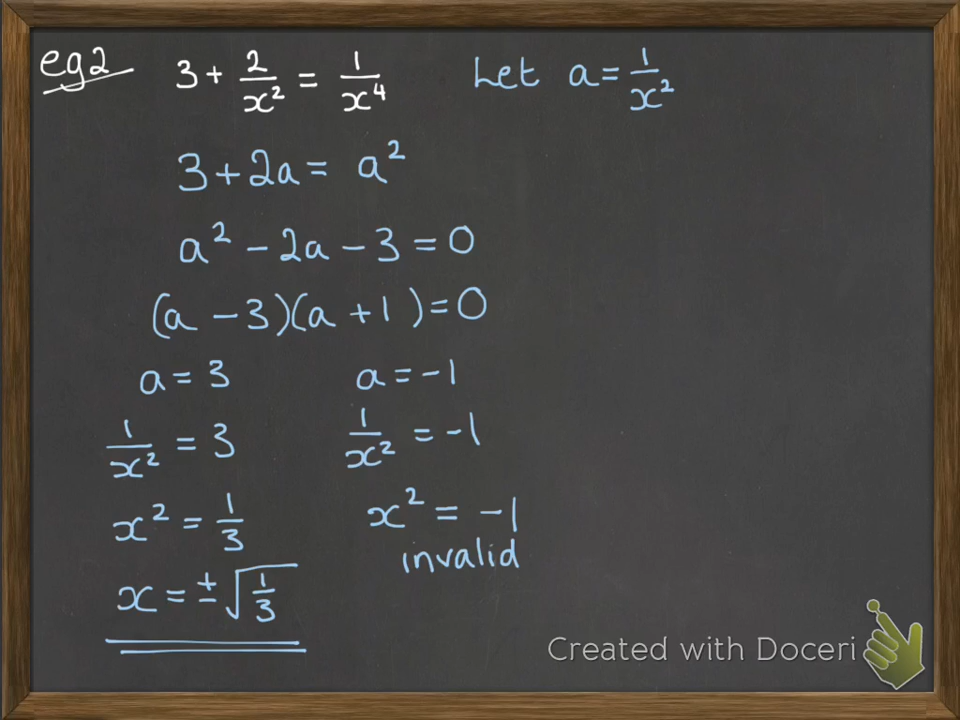 eg2 3 + 2/x² = 1/x⁴ Let a = 1/x²
3 + 2a = a²
a² − 2a − 3 = 0
(a − 3)(a + 1) = 0
a = 3 a = −1
1/x² = 3 1/x² = −1
x² = 1/3 x² = −1
invalid
x = ±√(1/3)
Created with Doceri